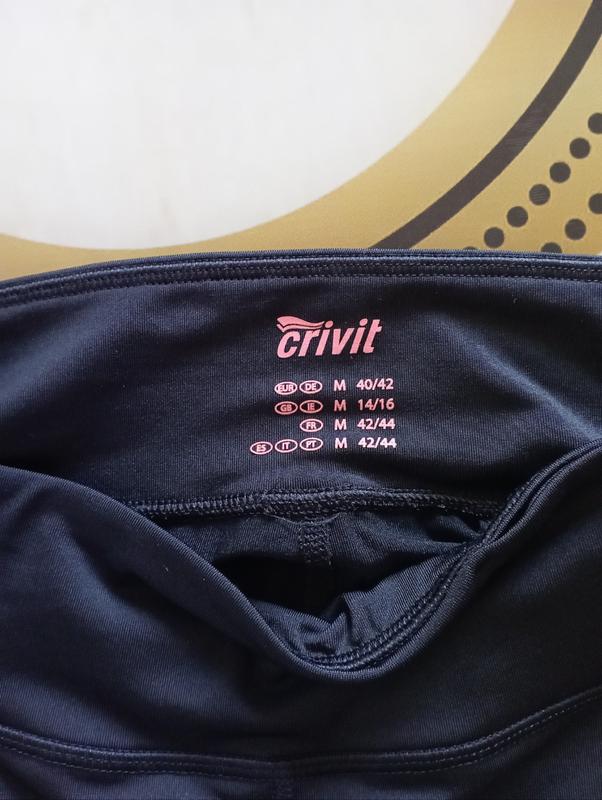 crivit
EUR DE M 40/42
GB IE M 14/16
FR M 42/44
ES IT PT M 42/44